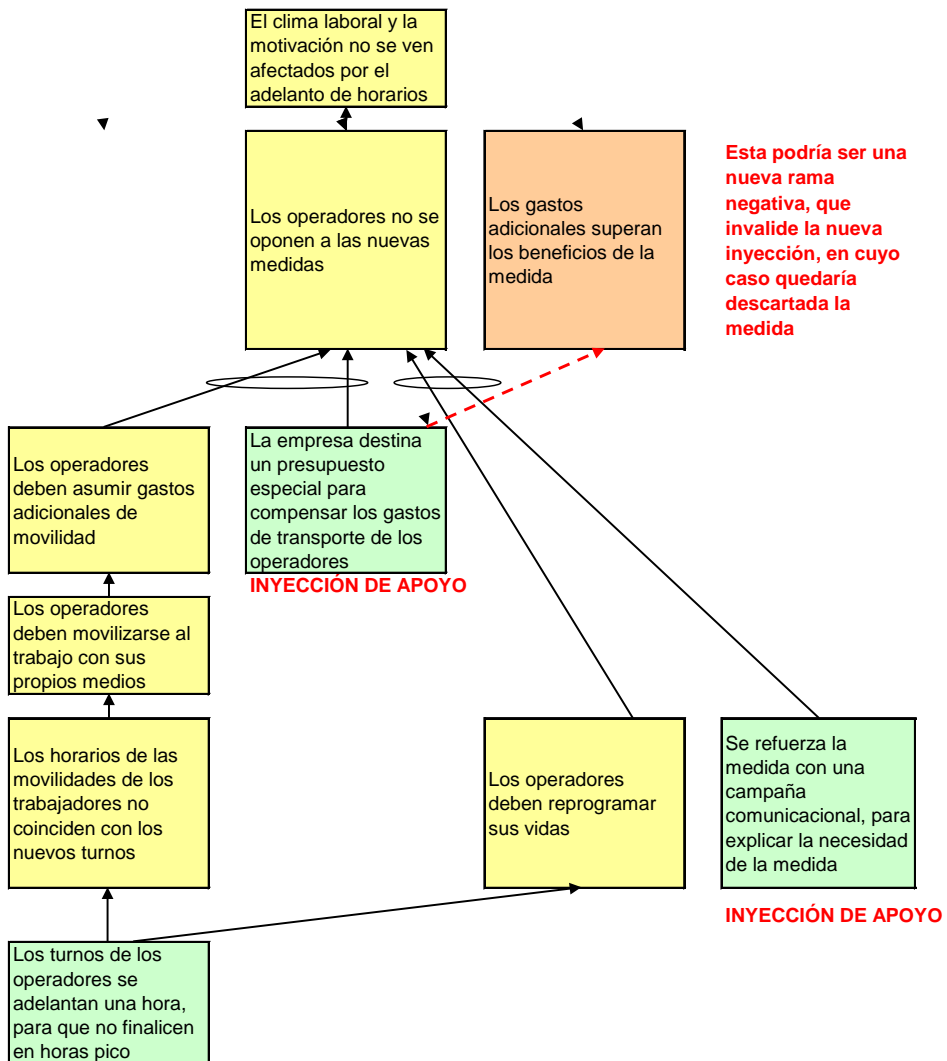 El clima laboral y la
motivación no se ven
afectados por el
adelanto de horarios
Los operadores no se
oponen a las nuevas
medidas
Los gastos
adicionales superan
los beneficios de la
medida
Esta podría ser una
nueva rama
negativa, que
invalide la nueva
inyección, en cuyo
caso quedaría
descartada la
medida
Los operadores
deben asumir gastos
adicionales de
movilidad
La empresa destina
un presupuesto
especial para
compensar los gastos
de transporte de los
operadores
INYECCIÓN DE APOYO
Los operadores
deben movilizarse al
trabajo con sus
propios medios
Los horarios de las
movilidades de los
trabajadores no
coinciden con los
nuevos turnos
Los operadores
deben reprogramar
sus vidas
Se refuerza la
medida con una
campaña
comunicacional, para
explicar la necesidad
de la medida
INYECCIÓN DE APOYO
Los turnos de los
operadores se
adelantan una hora,
para que no finalicen
en horas pico